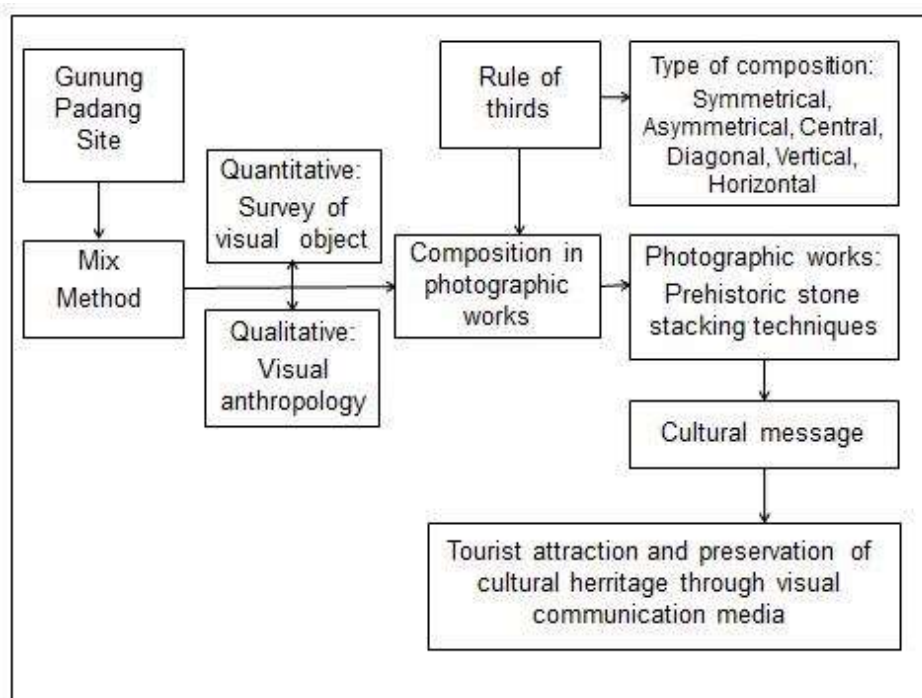 Gunung
Padang
Site
Mix
Method
Quantitative:
Survey of
visual object
Qualitative:
Visual
anthropology
Rule of
thirds
Composition in
photographic
works
Type of composition:
Symmetrical,
Asymmetrical, Central,
Diagonal, Vertical,
Horizontal
Photographic works:
Prehistoric stone
stacking techniques
Cultural message
Tourist attraction and preservation of
cultural herritage through visual
communication media